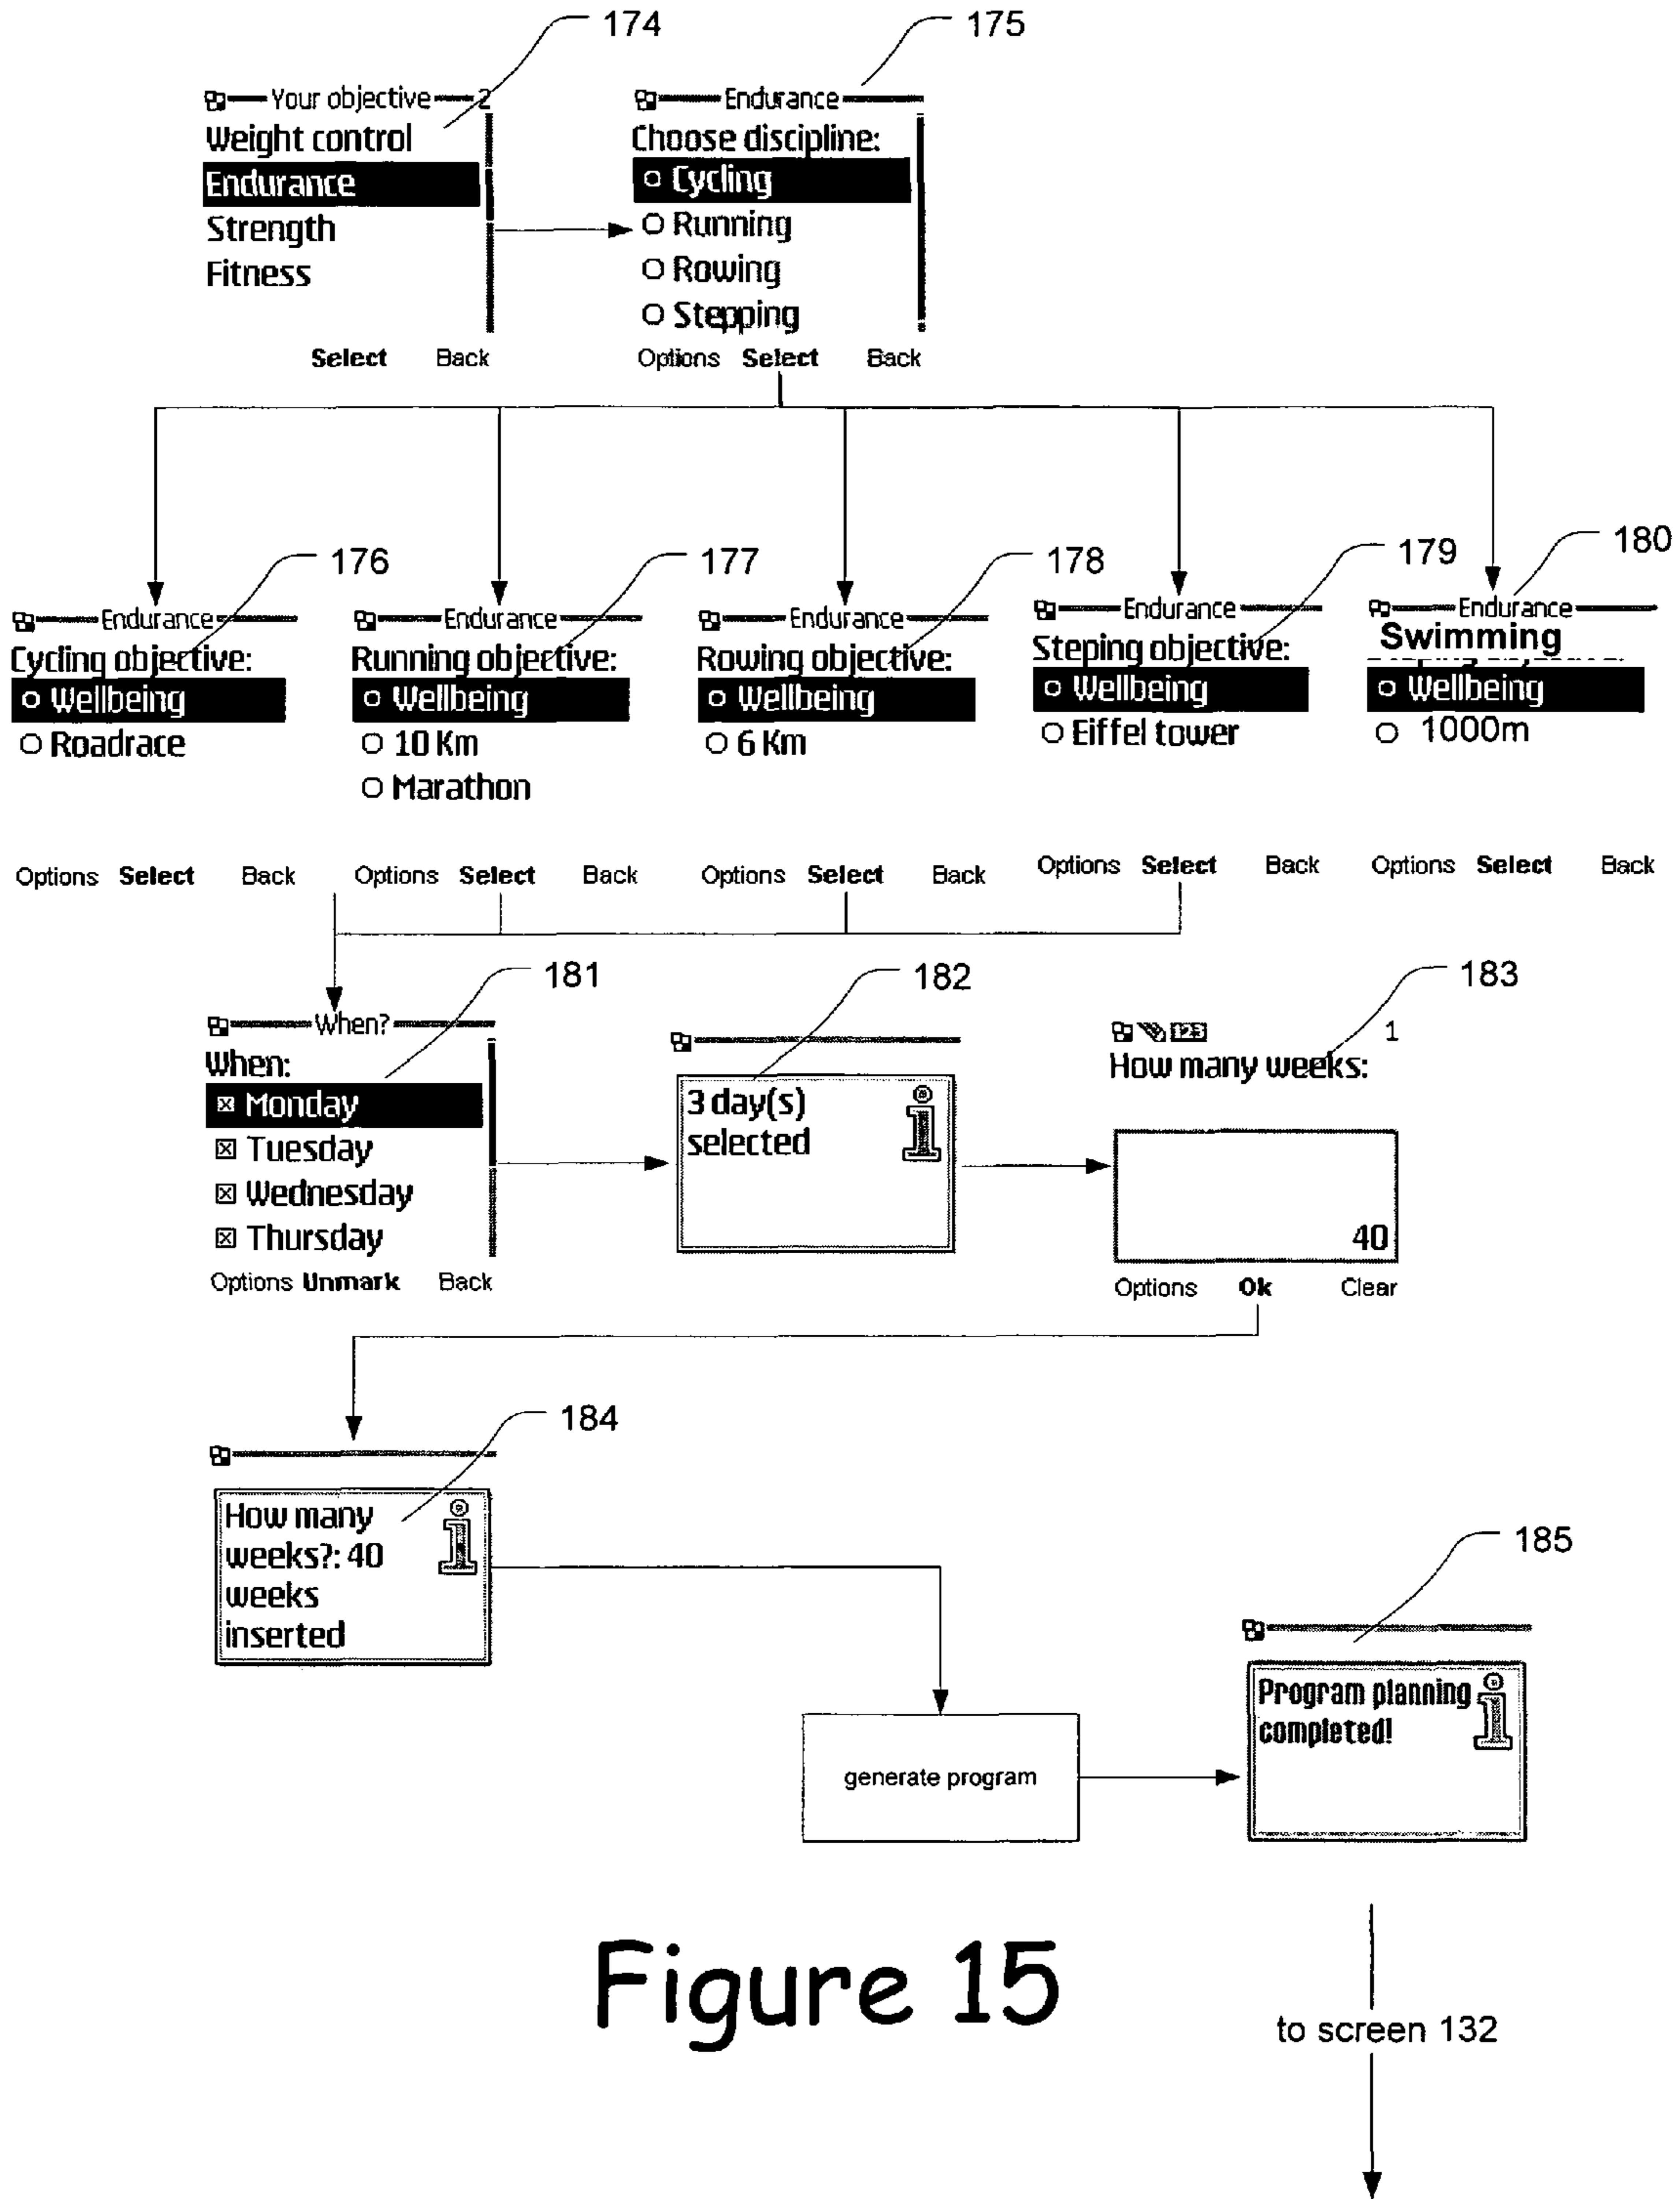 174
175
Your objective 2
Weight control
Endurance
Strength
Fitness
Select Back
Endurance
Choose discipline:
Cycling
Running
Rowing
Stepping
Options Select Back
176
177
178
179
180
Endurance
Cycling objective:
Wellbeing
Roadrace
Options Select Back
Endurance
Running objective:
Wellbeing
10 Km
Marathon
Options Select Back
Endurance
Rowing objective:
Wellbeing
6 Km
Options Select Back
Endurance
Steping objective:
Wellbeing
Eiffel tower
Options Select Back
Endurance
Swimming
Wellbeing
1000m
Options Select Back
181
182
183
When?
When:
Monday
Tuesday
Wednesday
Thursday
Options Unmark Back
3 day(s)
selected
123 1
How many weeks:
40
Options Ok Clear
184
How many
weeks?: 40
weeks
inserted
185
generate program
Program planning
completed!
Figure 15
to screen 132